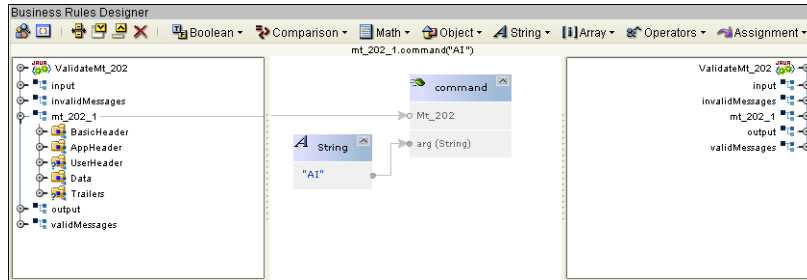 Business Rules Designer
Boolean Comparison Math Object String Array Operators Assignment
mt_202_1.command("AI")
ValidateMt_202
input
invalidMessages
mt_202_1
BasicHeader
AppHeader
UserHeader
Data
Trailers
output
validMessages
command
Mt_202
arg (String)
String
"AI"
ValidateMt_202
input
invalidMessages
mt_202_1
output
validMessages